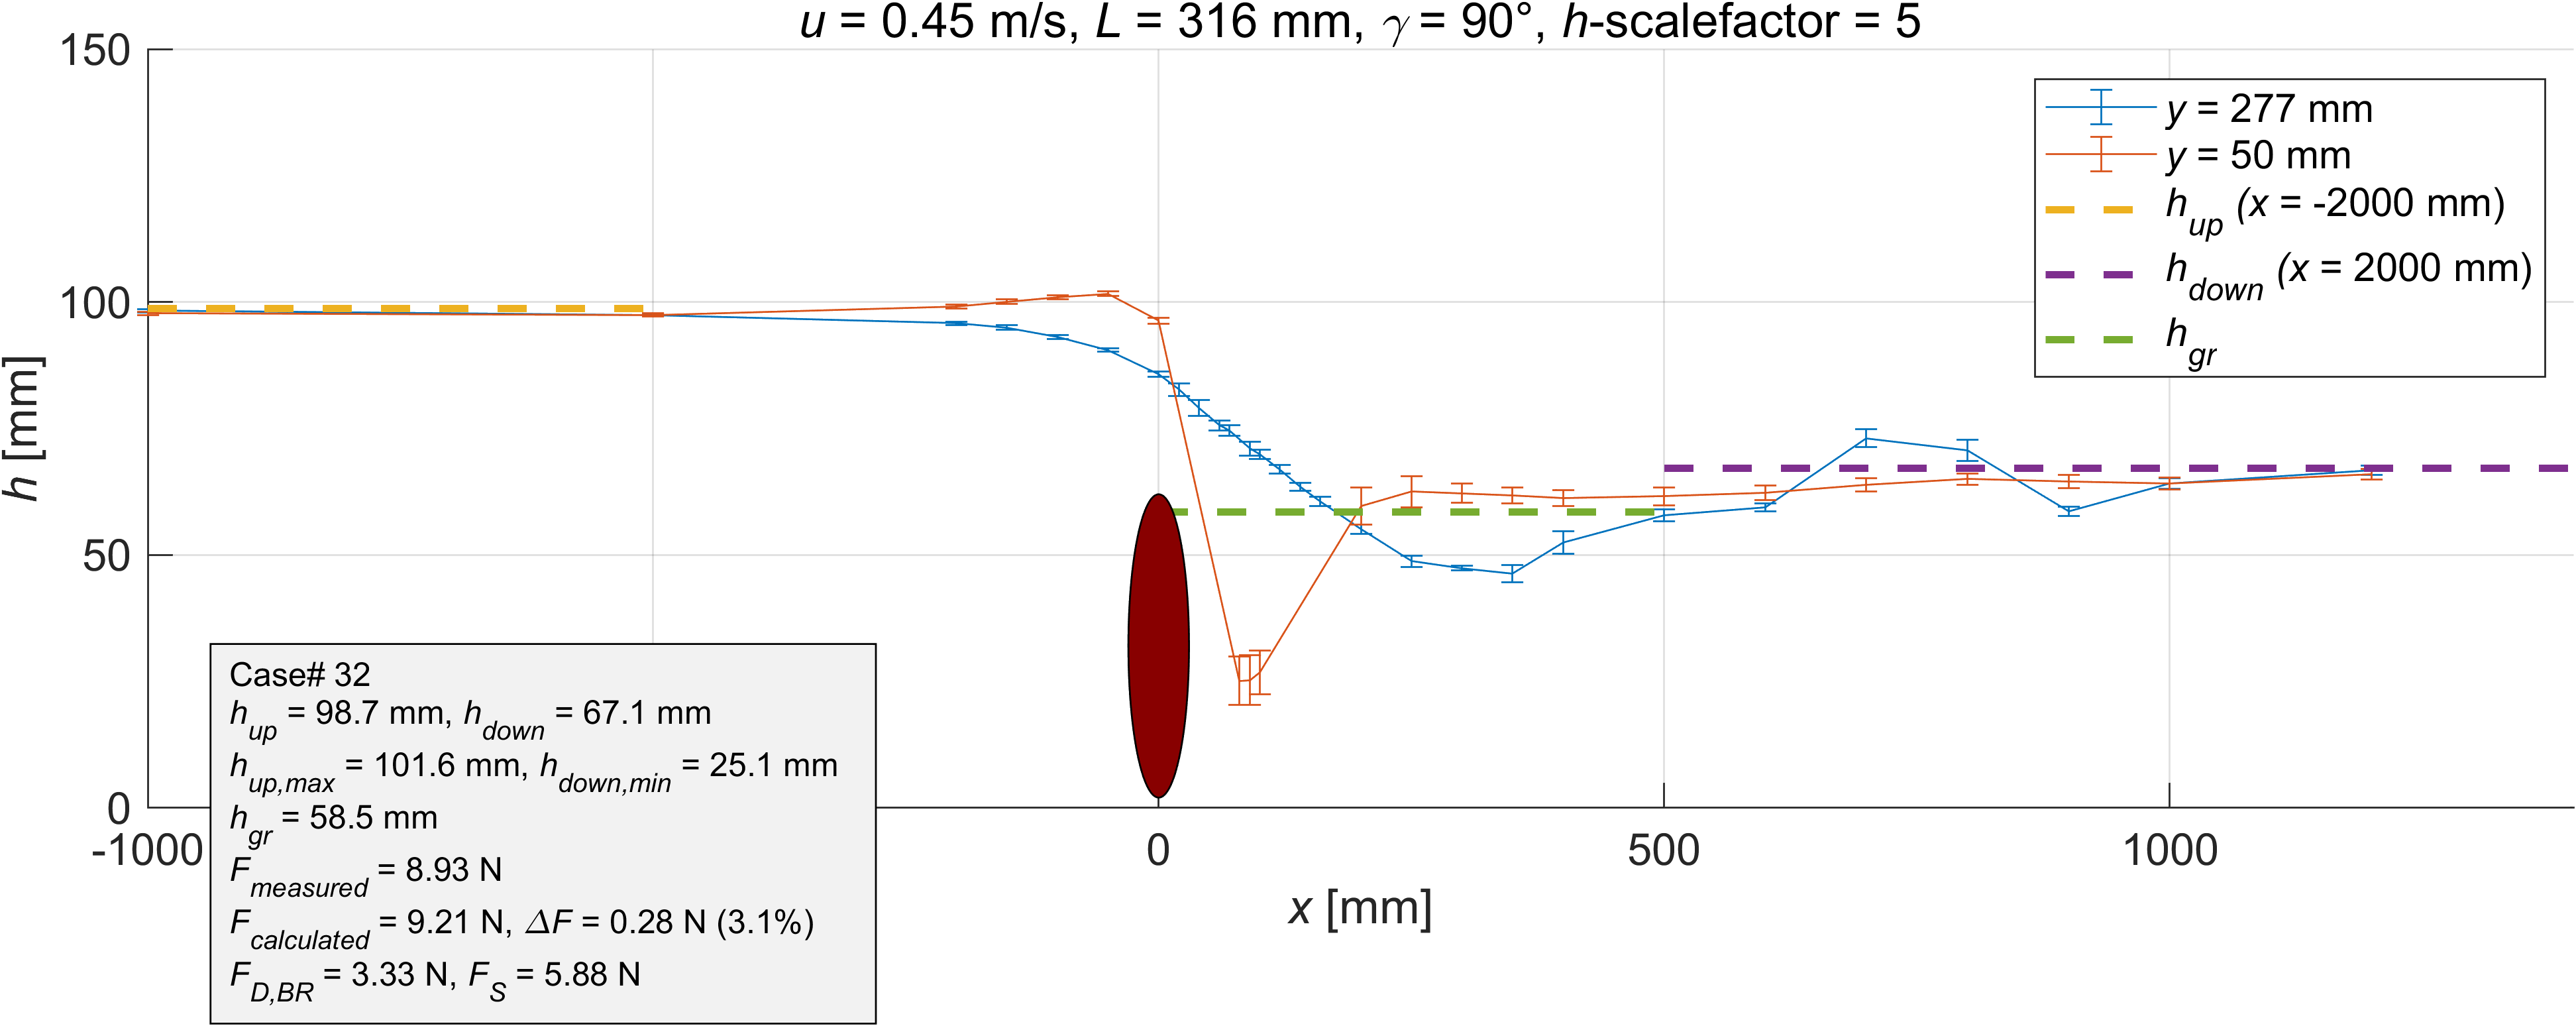 u = 0.45 m/s, L = 316 mm, γ = 90°, h-scalefactor = 5
150
100
50
0
h [mm]
-1000
0
500
1000
x [mm]
y = 277 mm
y = 50 mm
h_up (x = -2000 mm)
h_down (x = 2000 mm)
h_gr
Case# 32
h_up = 98.7 mm, h_down = 67.1 mm
h_up,max = 101.6 mm, h_down,min = 25.1 mm
h_gr = 58.5 mm
F_measured = 8.93 N
F_calculated = 9.21 N, ΔF = 0.28 N (3.1%)
F_D,BR = 3.33 N, F_S = 5.88 N